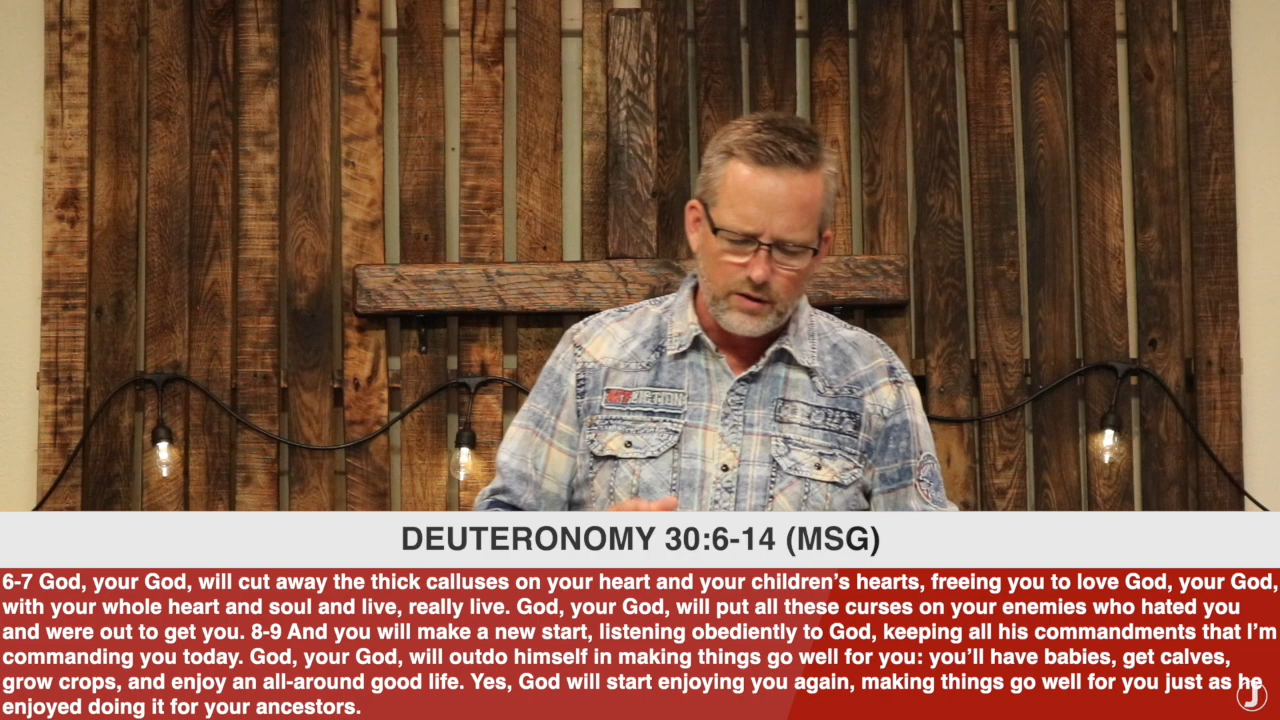 AFFLICTION
DEUTERONOMY 30:6-14 (MSG)
6-7 God, your God, will cut away the thick calluses on your heart and your children’s hearts, freeing you to love God, your God,
with your whole heart and soul and live, really live. God, your God, will put all these curses on your enemies who hated you
and were out to get you. 8-9 And you will make a new start, listening obediently to God, keeping all his commandments that I’m
commanding you today. God, your God, will outdo himself in making things go well for you: you’ll have babies, get calves,
grow crops, and enjoy an all-around good life. Yes, God will start enjoying you again, making things go well for you just as he
enjoyed doing it for your ancestors.
J